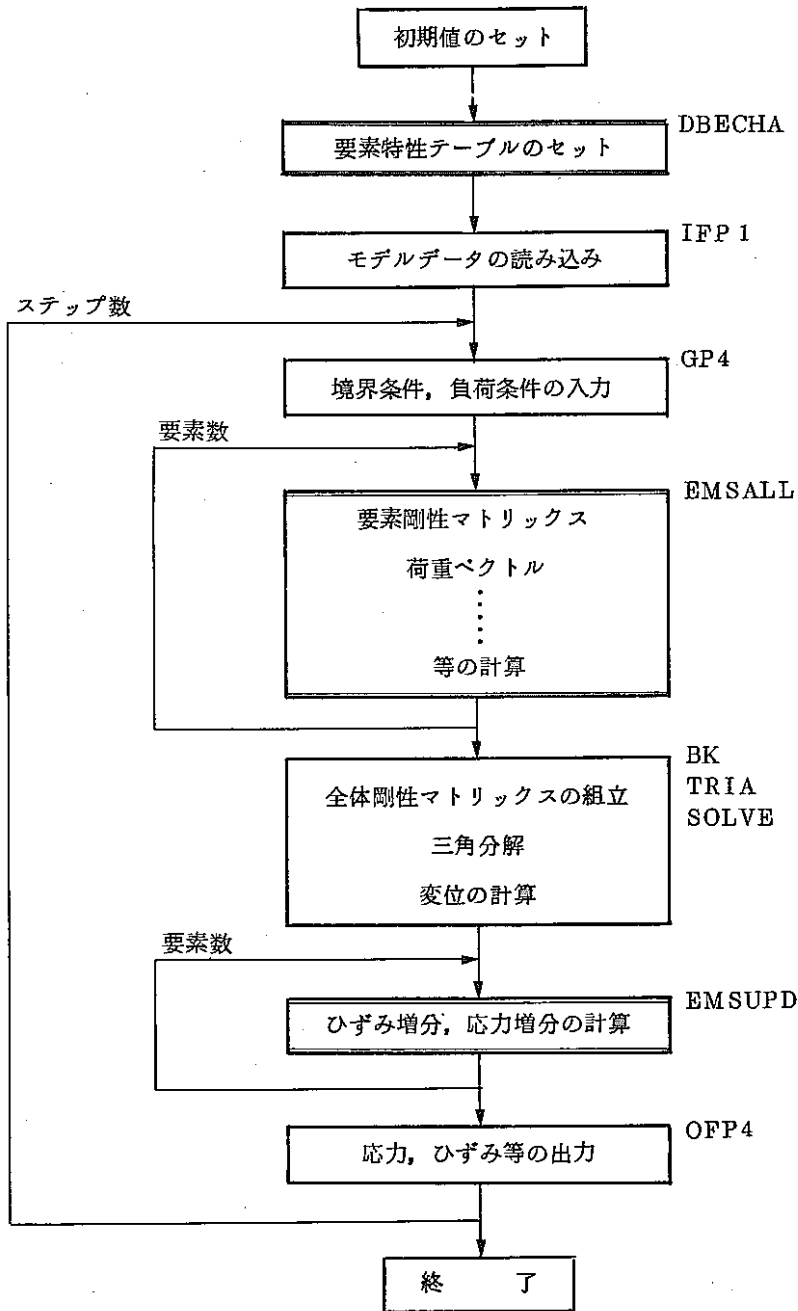 初期値のセット
DBECHA
要素特性テーブルのセット
IFP1
モデルデータの読み込み
ステップ数
GP4
境界条件，負荷条件の入力
要素数
EMSALL
要素剛性マトリックス
荷重ベクトル
等の計算
BK
TRIA
SOLVE
全体剛性マトリックスの組立
三角分解
変位の計算
要素数
EMSUPD
ひずみ増分，応力増分の計算
OFP4
応力，ひずみ等の出力
終　了